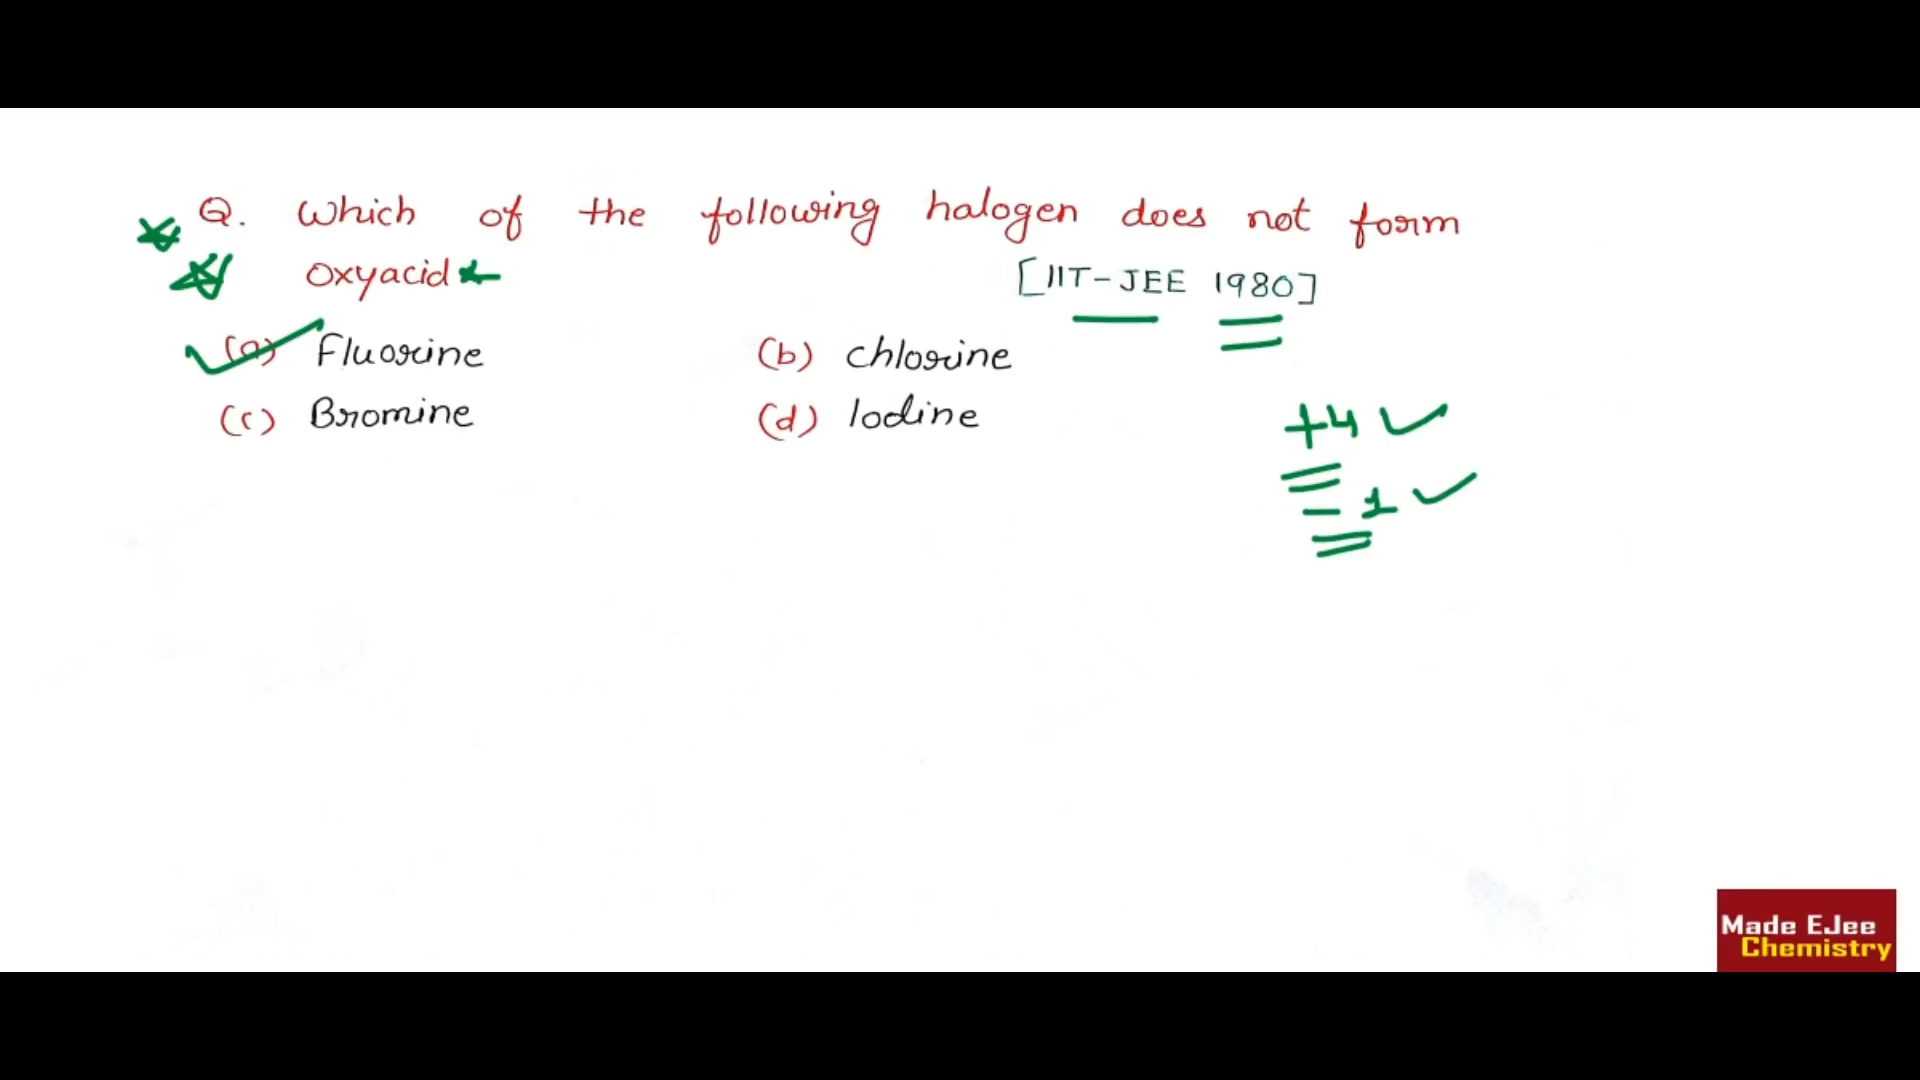 Q. Which of the following halogen does not form
oxyacid
[IIT-JEE 1980]
(a) Fluorine (b) chlorine
(c) Bromine (d) Iodine
+4
- 1
Made EJee
Chemistry